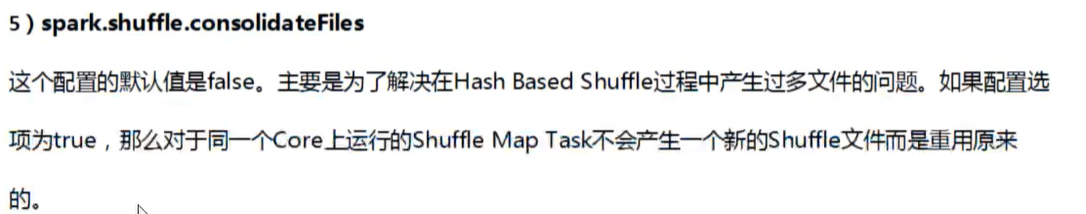 5）spark.shuffle.consolidateFiles
这个配置的默认值是false。主要是为了解决在Hash Based Shuffle过程中产生过多文件的问题。如果配置选
项为true，那么对于同一个Core上运行的Shuffle Map Task不会产生一个新的Shuffle文件而是重用原来
的。